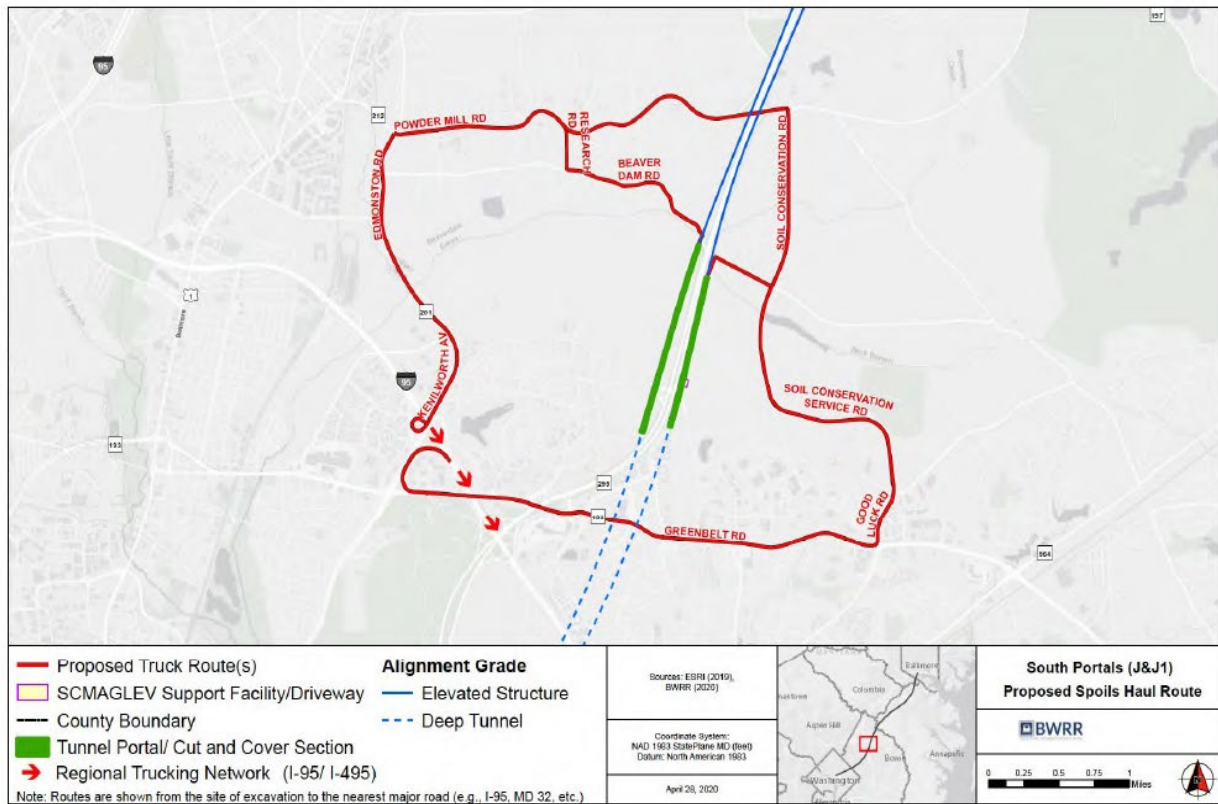 197
95
212
POWDER MILL RD
RESEARCH
RD
BEAVER
DAM RD
SOIL CONSERVATION RD
EDMONSTON RD
1
201
95
KENILWORTH AV
193
SOIL CONSERVATION
SERVICE RD
295
GOOD
LUCK RD
193
GREENBELT RD
564
Proposed Truck Route(s)
SCMAGLEV Support Facility/Driveway
County Boundary
Tunnel Portal/ Cut and Cover Section
Regional Trucking Network (I-95/ I-495)
Note: Routes are shown from the site of excavation to the nearest major road (e.g., I-95, MD 32, etc.)
Alignment Grade
Elevated Structure
Deep Tunnel
Sources: ESRI (2019),
BWRR (2020)
Coordinate System:
NAD 1983 StatePlane MD (feet)
Datum: North American 1983
April 28, 2020
Baltimore
Columbia
Aspen Hill
Bowie
Annapolis
Washington
South Portals (J&J1)
Proposed Spoils Haul Route
BWRR
0 0.25 0.5 0.75 1
Miles